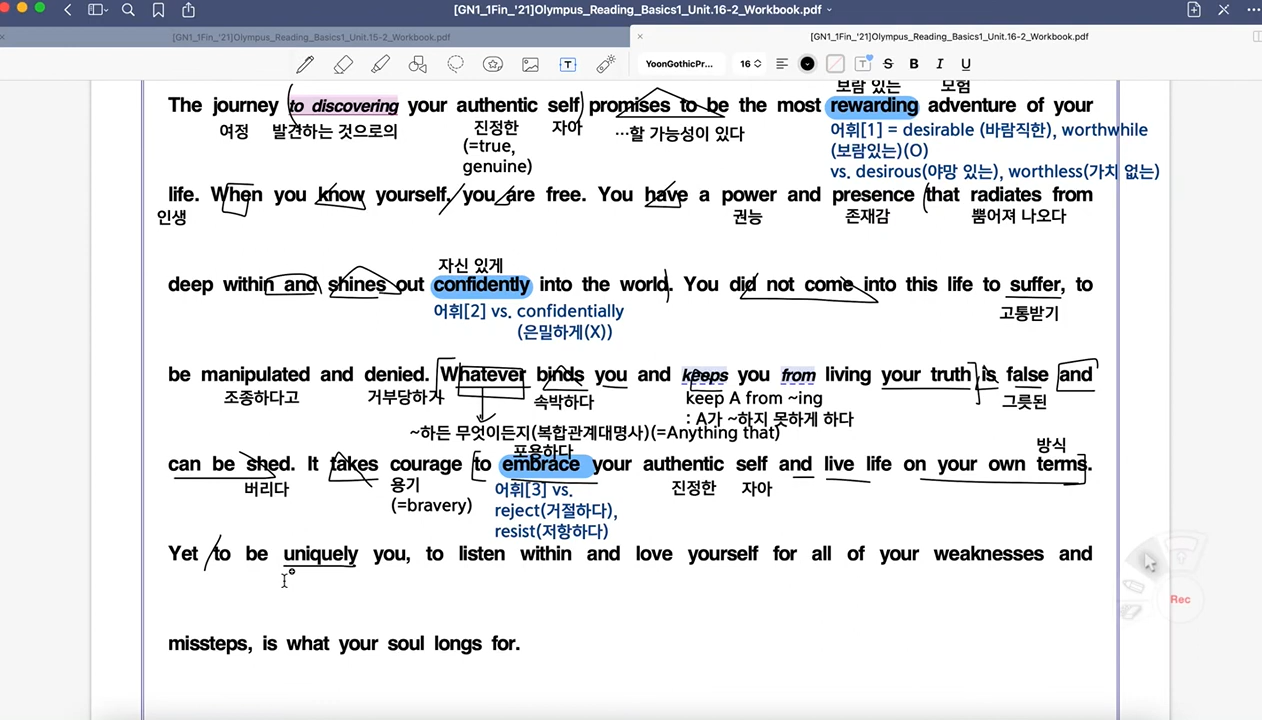 [GN1_1Fin_'21]Olympus_Reading_Basics1_Unit.16-2_Workbook.pdf
[GN1_1Fin_'21]Olympus_Reading_Basics1_Unit.15-2_Workbook.pdf
[GN1_1Fin_'21]Olympus_Reading_Basics1_Unit.16-2_Workbook.pdf
YoonGothicPr... 16 S B I U
보람 있는 모험
The journey to discovering your authentic self promises to be the most rewarding adventure of your
여정 발견하는 것으로의 진정한 자아 …할 가능성이 있다 어휘[1] = desirable (바람직한), worthwhile
(=true, (보람있는)(O)
genuine) vs. desirous(야망 있는), worthless(가치 없는)
life. When you know yourself, you are free. You have a power and presence that radiates from
인생 권능 존재감 뿜어져 나오다
자신 있게
deep within and shines out confidently into the world. You did not come into this life to suffer, to
어휘[2] vs. confidentially 고통받기
(은밀하게(X))
be manipulated and denied. Whatever binds you and keeps you from living your truth is false and
조종하다고 거부당하기 속박하다 keep A from ~ing 그릇된
: A가 ~하지 못하게 하다
~하든 무엇이든지(복합관계대명사)(=Anything that)
포용하다 방식
can be shed. It takes courage to embrace your authentic self and live life on your own terms.
버리다 용기 어휘[3] vs. 진정한 자아
(=bravery) reject(거절하다),
resist(저항하다)
Yet to be uniquely you, to listen within and love yourself for all of your weaknesses and
Rec
missteps, is what your soul longs for.